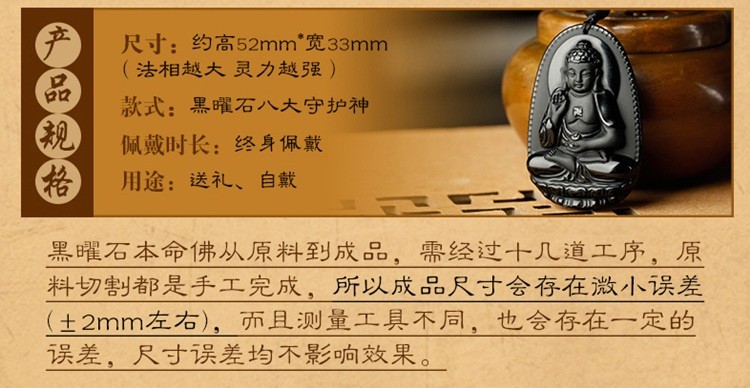 产品规格
尺寸：约高52mm*宽33mm
（法相越大 灵力越强）
款式：黑曜石八大守护神
佩戴时长：终身佩戴
用途：送礼、自戴
黑曜石本命佛从原料到成品，需经过十几道工序，原
料切割都是手工完成，所以成品尺寸会存在微小误差
(±2mm左右)，而且测量工具不同，也会存在一定的
误差，尺寸误差均不影响效果。